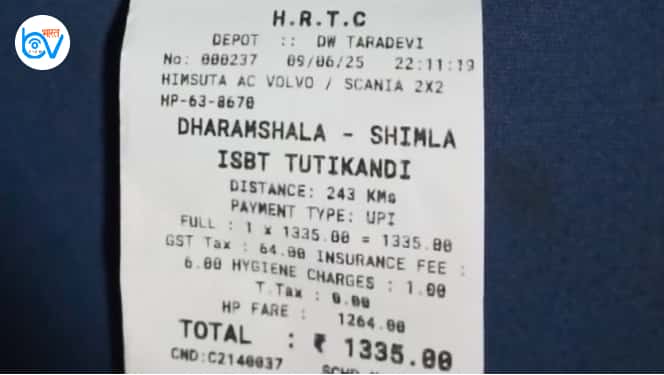 भारत
bv
H.R.T.C
DEPOT :: DW TARADEVI
No: 000237 09/06/25 22:11:19
HIMSUTA AC VOLVO / SCANIA 2X2
HP-63-8670
DHARAMSHALA - SHIMLA
ISBT TUTIKANDI
DISTANCE: 243 KMs
PAYMENT TYPE: UPI
FULL : 1 x 1335.00 = 1335.00
GST Tax : 64.00 INSURANCE FEE :
6.00 HYGIENE CHARGES : 1.00
T.Tax : 0.00
HP FARE : 1264.00
TOTAL : ₹ 1335.00
CND:C2140037